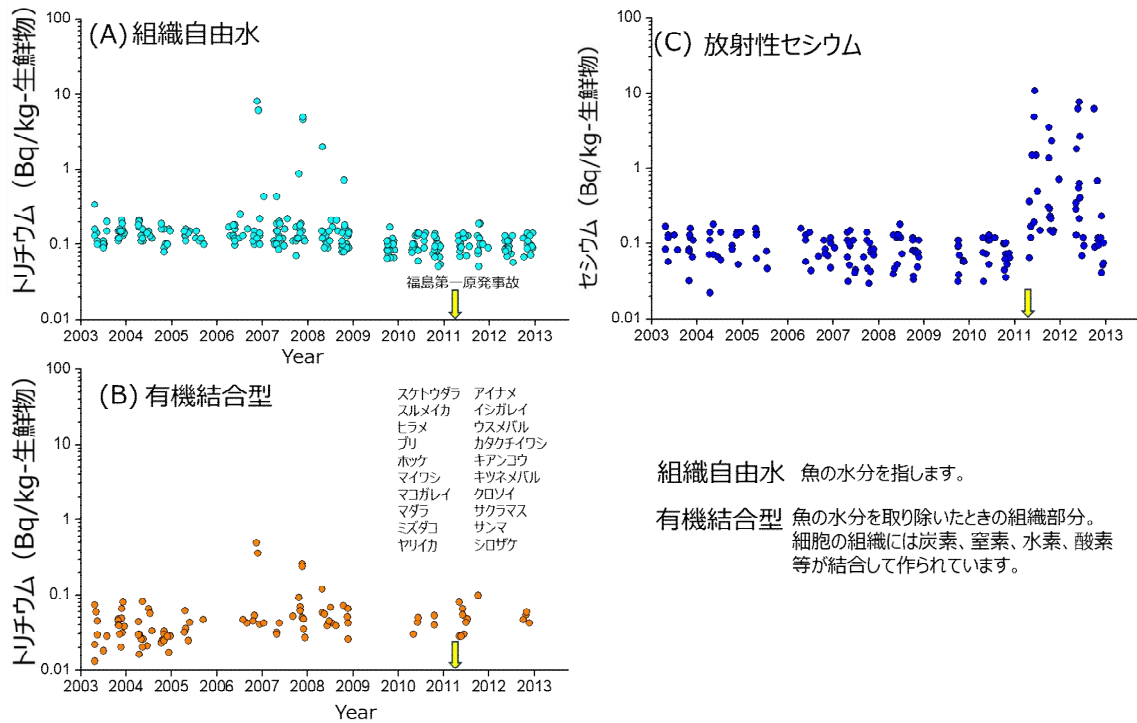 (A) 組織自由水
トリチウム (Bq/kg-生鮮物)
100
10
1
0.1
0.01
福島第一原発事故
2003 2004 2005 2006 2007 2008 2009 2010 2011 2012 2013
Year
(B) 有機結合型
トリチウム (Bq/kg-生鮮物)
100
10
1
0.1
0.01
スケトウダラ アイナメ
スルメイカ イシガレイ
ヒラメ ウスメバル
ブリ カタクチイワシ
ホッケ キアンコウ
マイワシ キツネメバル
マコガレイ クロソイ
マダラ サクラマス
ミズダコ サンマ
ヤリイカ シロザケ
2003 2004 2005 2006 2007 2008 2009 2010 2011 2012 2013
Year
(C) 放射性セシウム
セシウム (Bq/kg-生鮮物)
100
10
1
0.1
0.01
2003 2004 2005 2006 2007 2008 2009 2010 2011 2012 2013
組織自由水 魚の水分を指します。
有機結合型 魚の水分を取り除いたときの組織部分。
細胞の組織には炭素、窒素、水素、酸素
等が結合して作られています。